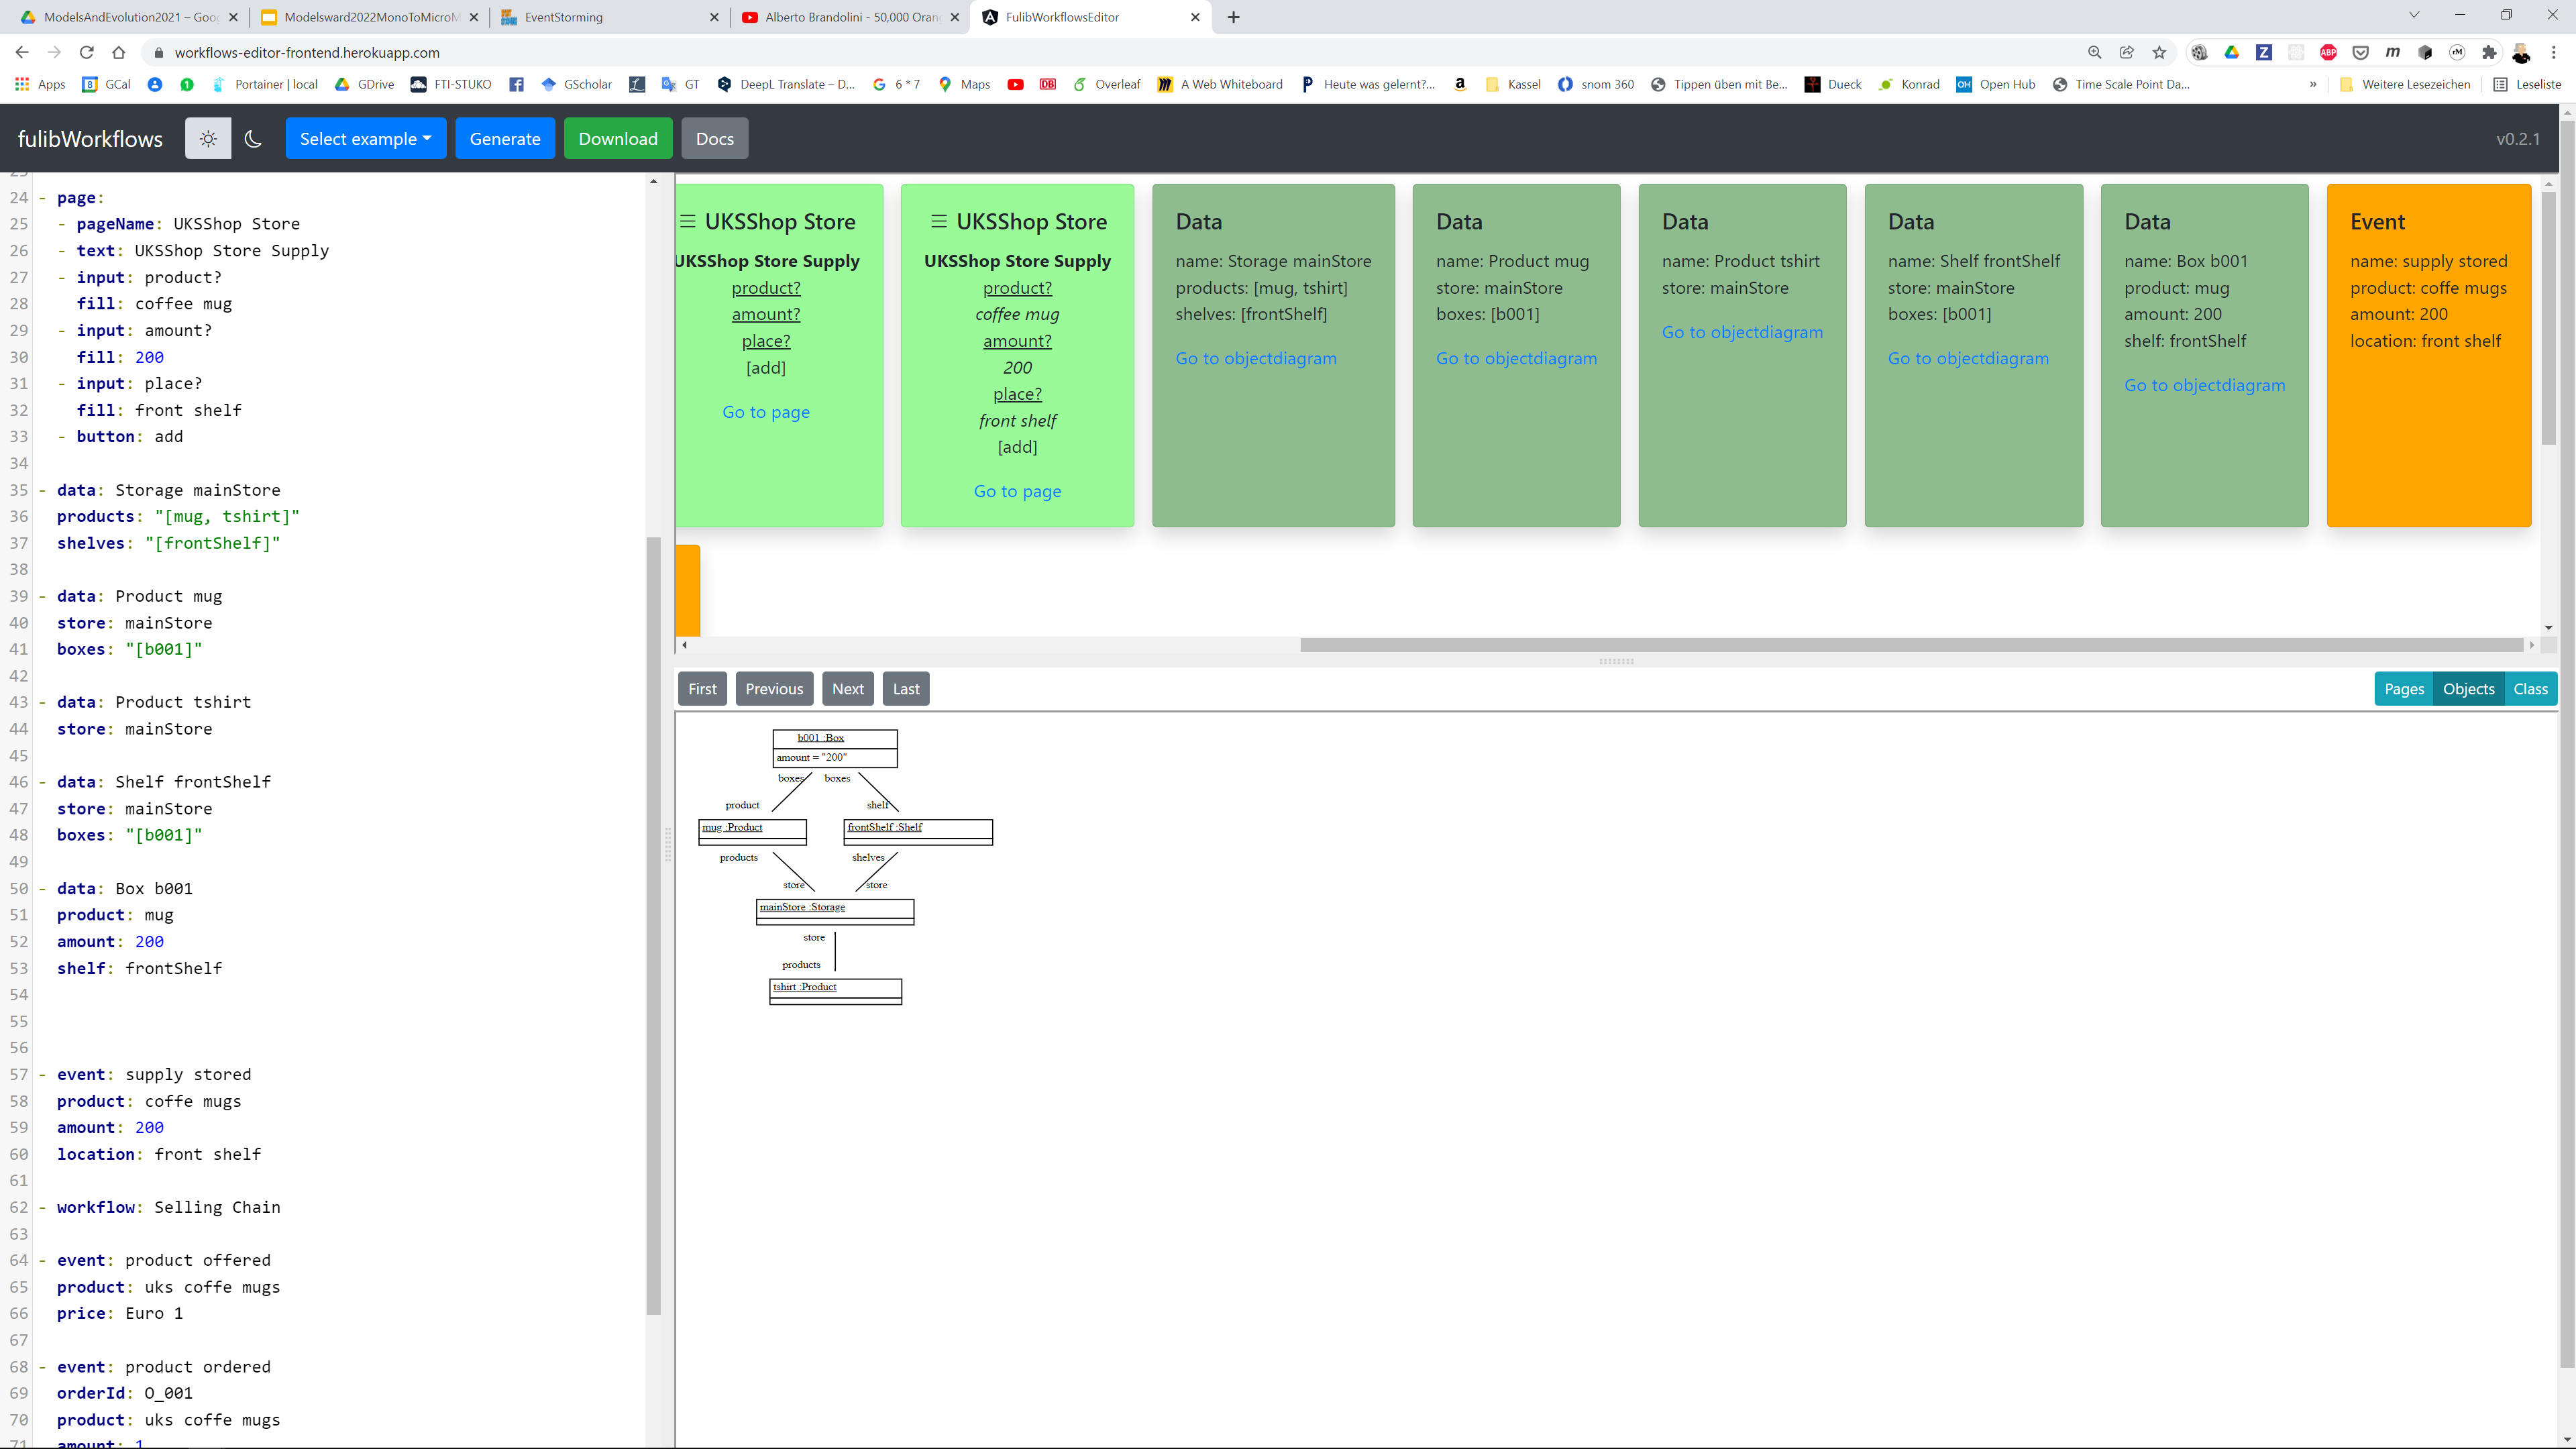 ModelsAndEvolution2021 – Goo
Modelsward2022MonoToMicroM
EventStorming
Alberto Brandolini - 50,000 Oran
FulibWorkflowsEditor
workflows-editor-frontend.herokuapp.com
Apps
GCal
Portainer | local
GDrive
FTI-STUKO
GScholar
GT
DeepL Translate – D...
6 * 7
Maps
Overleaf
A Web Whiteboard
Heute was gelernt?...
Kassel
snom 360
Tippen üben mit Be...
Dueck
Konrad
Open Hub
Time Scale Point Da...
»
Weitere Lesezeichen
Leseliste
fulibWorkflows
Select example
Generate
Download
Docs
v0.2.1
24 - page:
25 - pageName: UKSShop Store
26 - text: UKSShop Store Supply
27 - input: product?
28 fill: coffee mug
29 - input: amount?
30 fill: 200
31 - input: place?
32 fill: front shelf
33 - button: add
34
35 - data: Storage mainStore
36 products: "[mug, tshirt]"
37 shelves: "[frontShelf]"
38
39 - data: Product mug
40 store: mainStore
41 boxes: "[b001]"
42
43 - data: Product tshirt
44 store: mainStore
45
46 - data: Shelf frontShelf
47 store: mainStore
48 boxes: "[b001]"
49
50 - data: Box b001
51 product: mug
52 amount: 200
53 shelf: frontShelf
54
55
56
57 - event: supply stored
58 product: coffe mugs
59 amount: 200
60 location: front shelf
61
62 - workflow: Selling Chain
63
64 - event: product offered
65 product: uks coffe mugs
66 price: Euro 1
67
68 - event: product ordered
69 orderId: O_001
70 product: uks coffe mugs
71 amount: 1
UKSShop Store
UKSShop Store Supply
product?
amount?
place?
[add]
Go to page
UKSShop Store
UKSShop Store Supply
product?
coffee mug
amount?
200
place?
front shelf
[add]
Go to page
Data
name: Storage mainStore
products: [mug, tshirt]
shelves: [frontShelf]
Go to objectdiagram
Data
name: Product mug
store: mainStore
boxes: [b001]
Go to objectdiagram
Data
name: Product tshirt
store: mainStore
Go to objectdiagram
Data
name: Shelf frontShelf
store: mainStore
boxes: [b001]
Go to objectdiagram
Data
name: Box b001
product: mug
amount: 200
shelf: frontShelf
Go to objectdiagram
Event
name: supply stored
product: coffe mugs
amount: 200
location: front shelf
First
Previous
Next
Last
Pages
Objects
Class
b001 :Box
amount = "200"
boxes
boxes
product
shelf
mug :Product
frontShelf :Shelf
products
shelves
store
store
mainStore :Storage
store
products
tshirt :Product